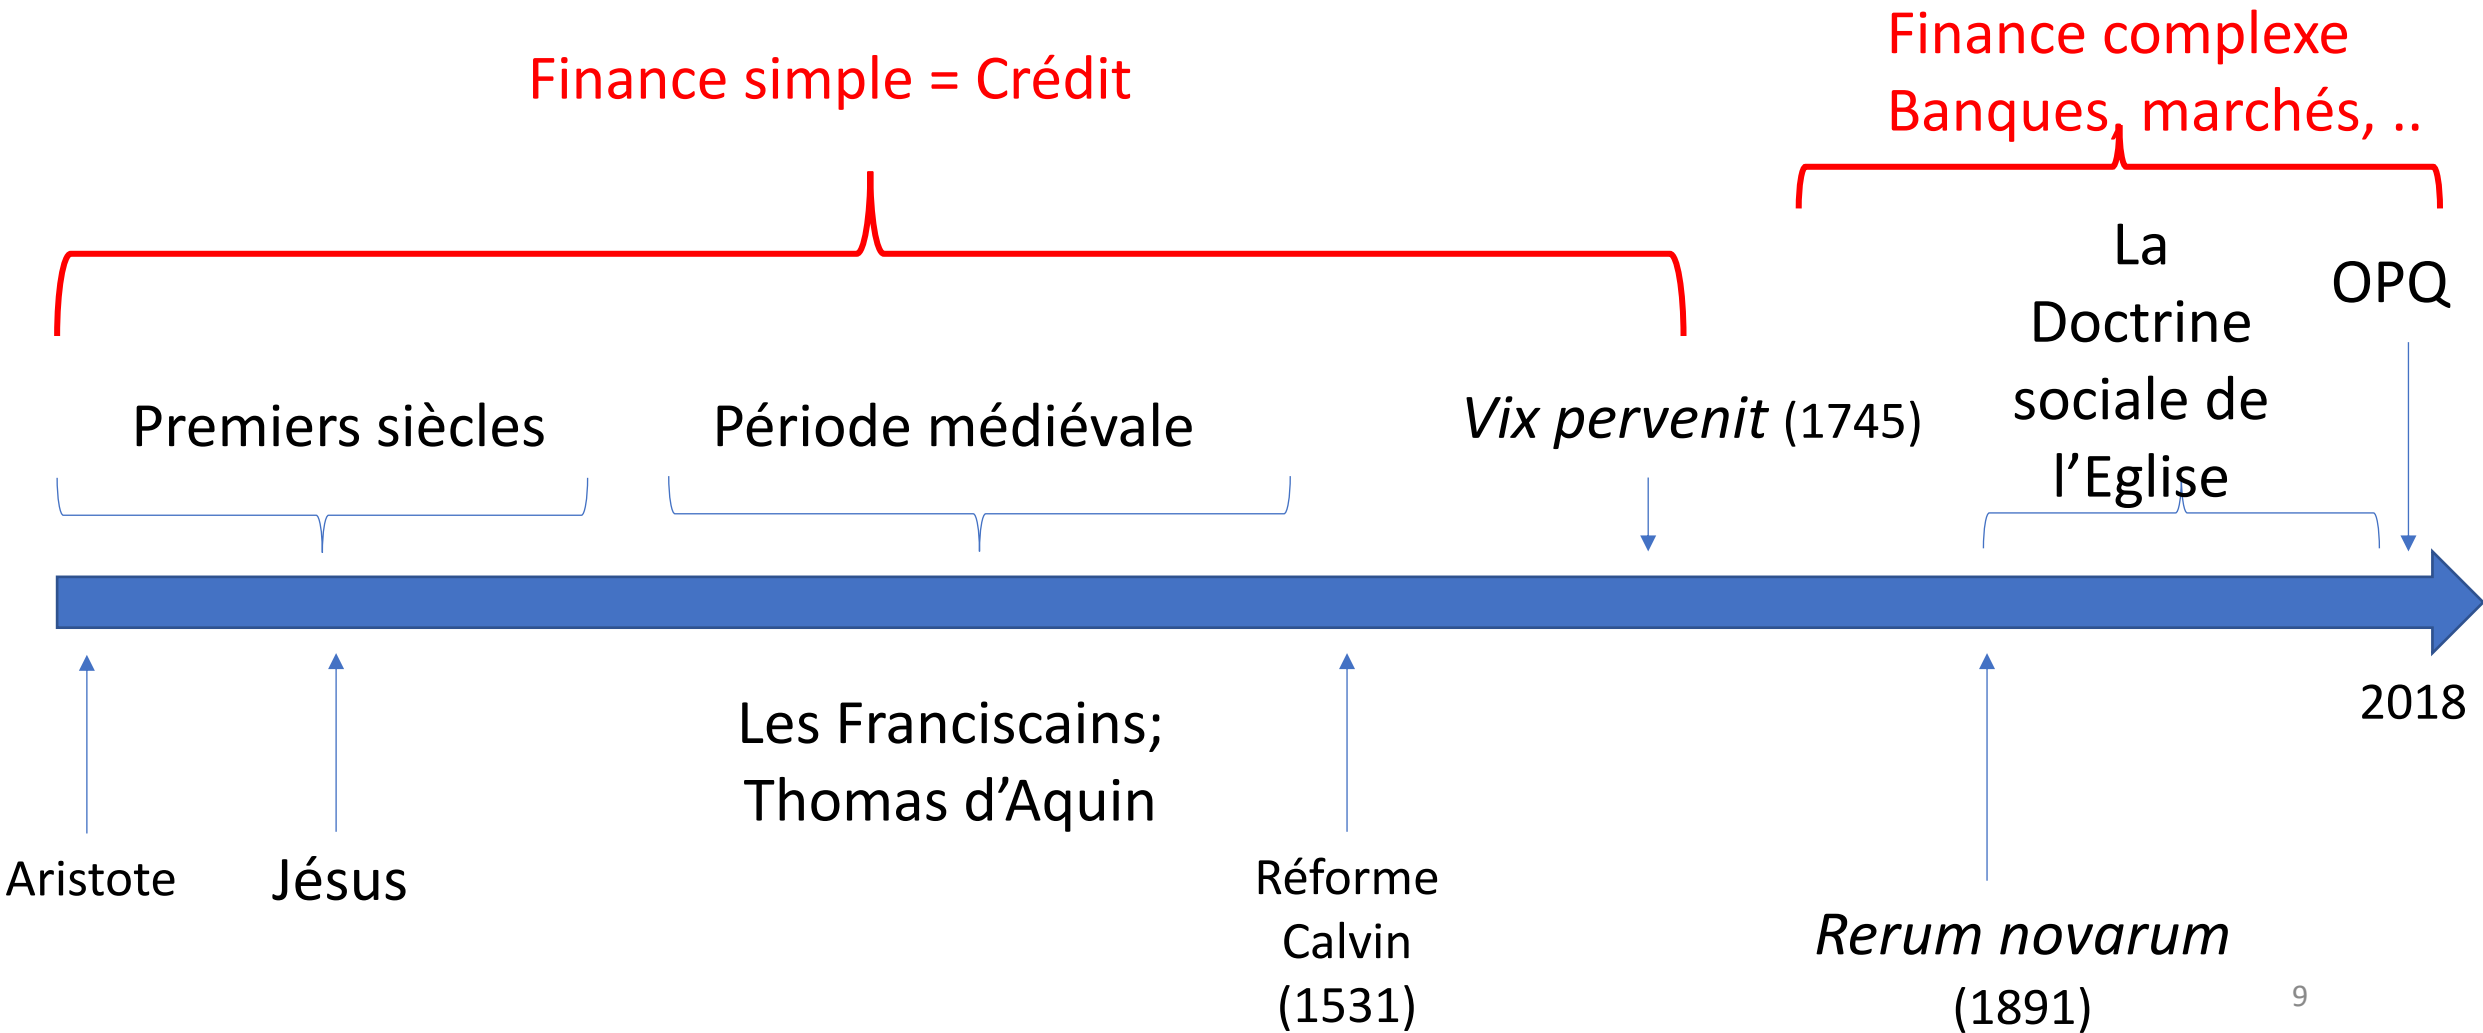 Finance simple = Crédit
Finance complexe
Banques, marchés, ..
La
Doctrine
sociale de
l’Eglise
OPQ
Premiers siècles
Période médiévale
Vix pervenit (1745)
2018
Les Franciscains;
Thomas d’Aquin
Aristote
Jésus
Réforme
Calvin
(1531)
Rerum novarum
(1891)
9